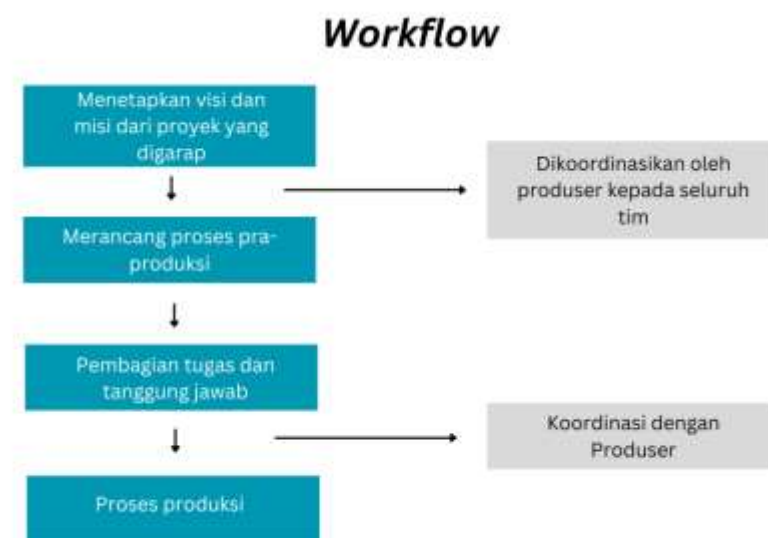 Workflow
Menetapkan visi dan
misi dari proyek yang
digarap
Dikoordinasikan oleh
produser kepada seluruh
tim
Merancang proses pra-
produksi
Pembagian tugas dan
tanggung jawab
Koordinasi dengan
Produser
Proses produksi